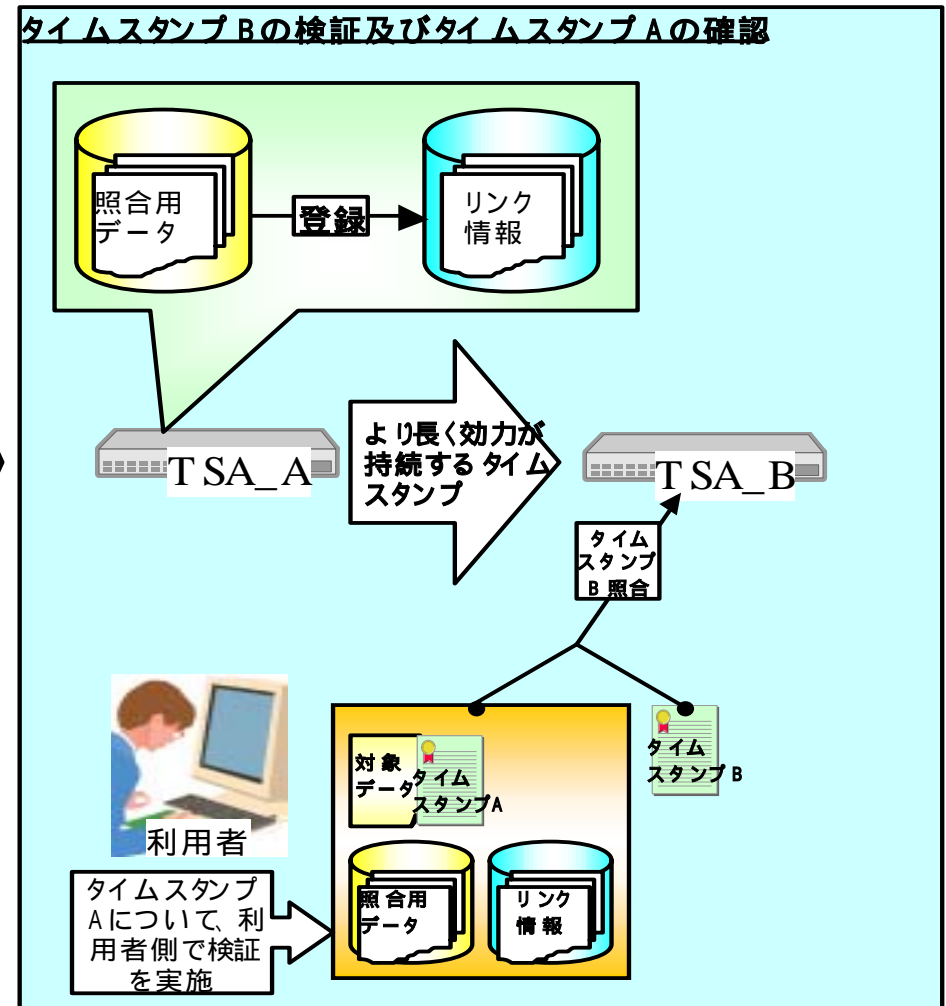 タイムスタンプBの検証及びタイムスタンプAの確認
照合用
データ
登録
リンク
情報
TSA_A
より長く効力が
持続するタイム
スタンプ
TSA_B
タイム
スタンプ
B照合
対象
データ
タイム
スタンプA
タイム
スタンプB
利用者
タイムスタンプ
Aについて、利
用者側で検証
を実施
照合用
データ
リンク
情報